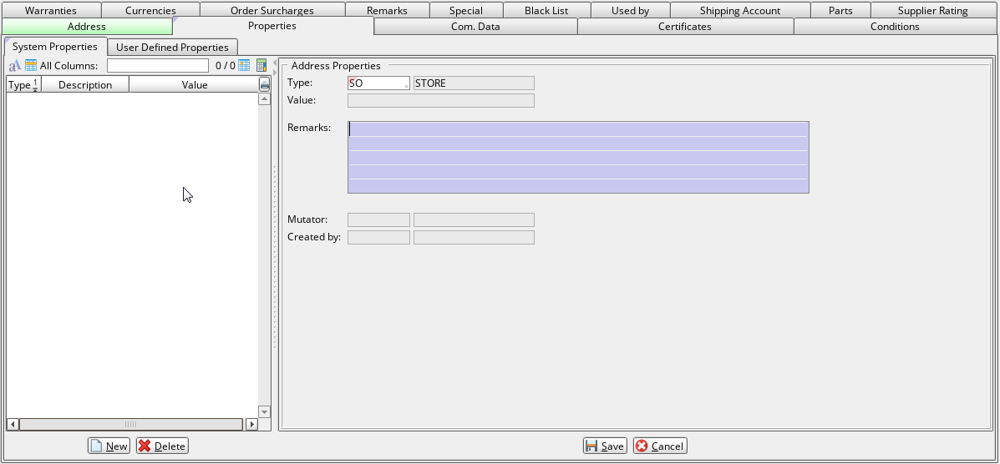 Warranties Currencies Order Surcharges Remarks Special Black List Used by Shipping Account Parts Supplier Rating
Address Properties Com. Data Certificates Conditions
System Properties User Defined Properties
All Columns: 0 / 0
Type 1 Description Value
Address Properties
Type: SO STORE
Value:
Remarks:
Mutator:
Created by:
New Delete Save Cancel